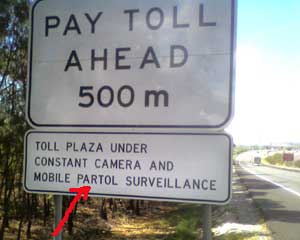 PAY TOLL
AHEAD
500 m
TOLL PLAZA UNDER
CONSTANT CAMERA AND
MOBILE PARTOL SURVEILLANCE